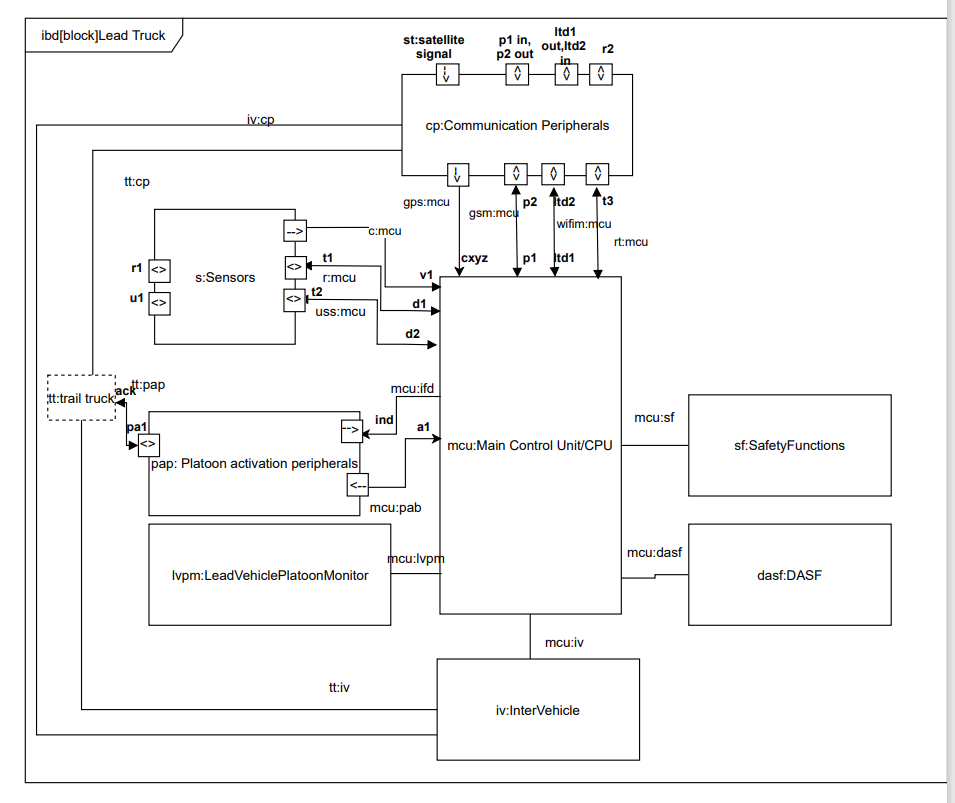 ibd[block]Lead Truck
st:satellite
signal
p1 in,
p2 out
ltd1
out,ltd2
in
r2
cp:Communication Peripherals
iv:cp
tt:cp
gps:mcu
gsm:mcu
p2
ltd2
wifim:mcu
t3
rt:mcu
cxyz
p1
ltd1
c:mcu
-->
r1
<>
s:Sensors
<>
t1
r:mcu
v1
u1
<>
<>
t2
uss:mcu
d1
d2
tt:trail truck
ack
tt:pap
mcu:ifd
ind
-->
a1
pa1
<>
pap: Platoon activation peripherals
<--
mcu:pab
mcu:Main Control Unit/CPU
mcu:sf
sf:SafetyFunctions
lvpm:LeadVehiclePlatoonMonitor
mcu:lvpm
mcu:dasf
dasf:DASF
mcu:iv
tt:iv
iv:InterVehicle